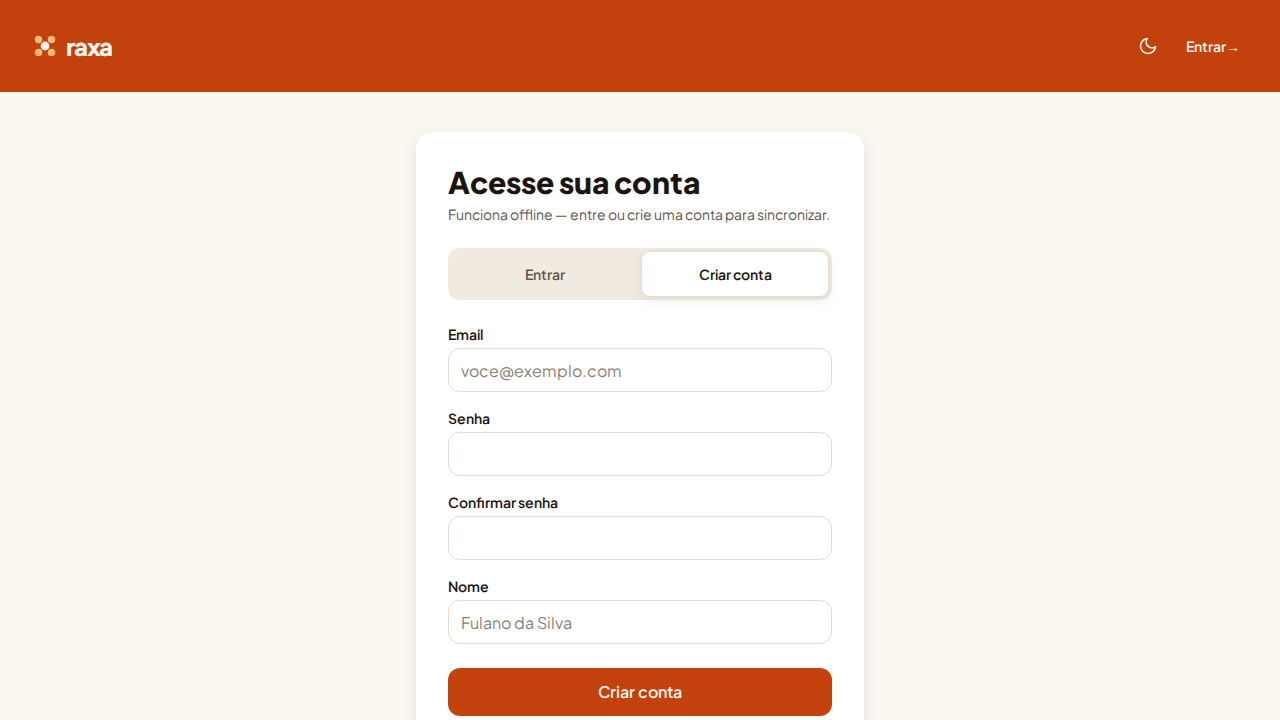 raxa
Entrar→
Acesse sua conta
Funciona offline — entre ou crie uma conta para sincronizar.
Entrar
Criar conta
Email
voce@exemplo.com
Senha
Confirmar senha
Nome
Fulano da Silva
Criar conta